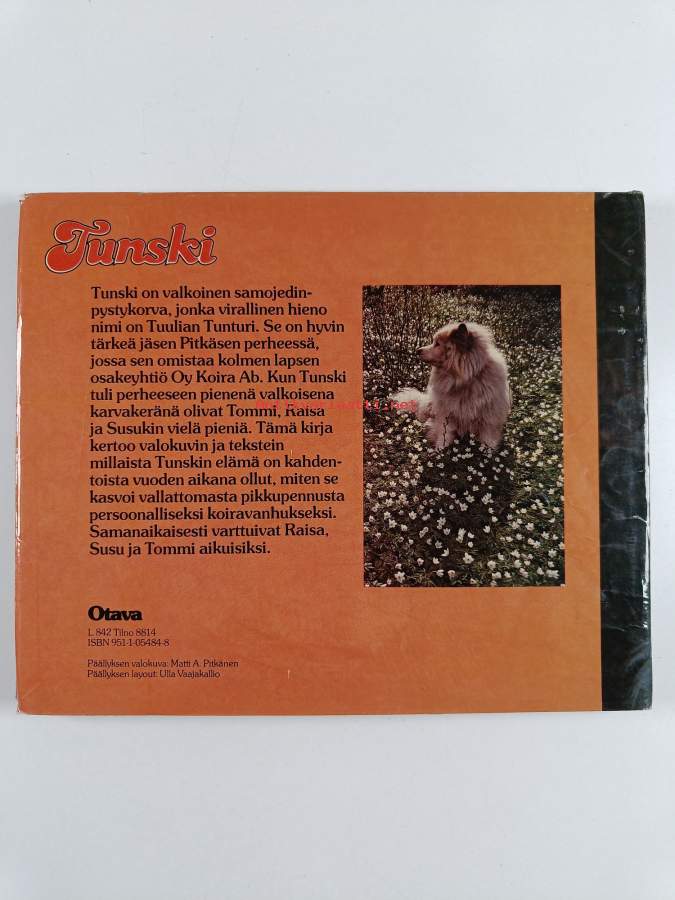 Tunski
Tunski on valkoinen samojedin-
pystykorva, jonka virallinen hieno
nimi on Tuulian Tunturi. Se on hyvin
tärkeä jäsen Pitkäsen perheessä,
jossa sen omistaa kolmen lapsen
osakeyhtiö Oy Koira Ab. Kun Tunski
tuli perheeseen pienenä valkoisena
karvakeränä olivat Tommi, Raisa
ja Susukin vielä pieniä. Tämä kirja
kertoo valokuvin ja tekstein
millaista Tunskin elämä on kahden-
toista vuoden aikana ollut, miten se
kasvoi vallattomasta pikkupennusta
persoonalliseksi koiravanhukseksi.
Samanaikaisesti varttuivat Raisa,
Susu ja Tommi aikuisiksi.
Otava
L 842 Tilno 8814
ISBN 951-1-05484-8
Päällyksen valokuva: Matti A. Pitkänen
Päällyksen layout: Ulla Vaajakallio